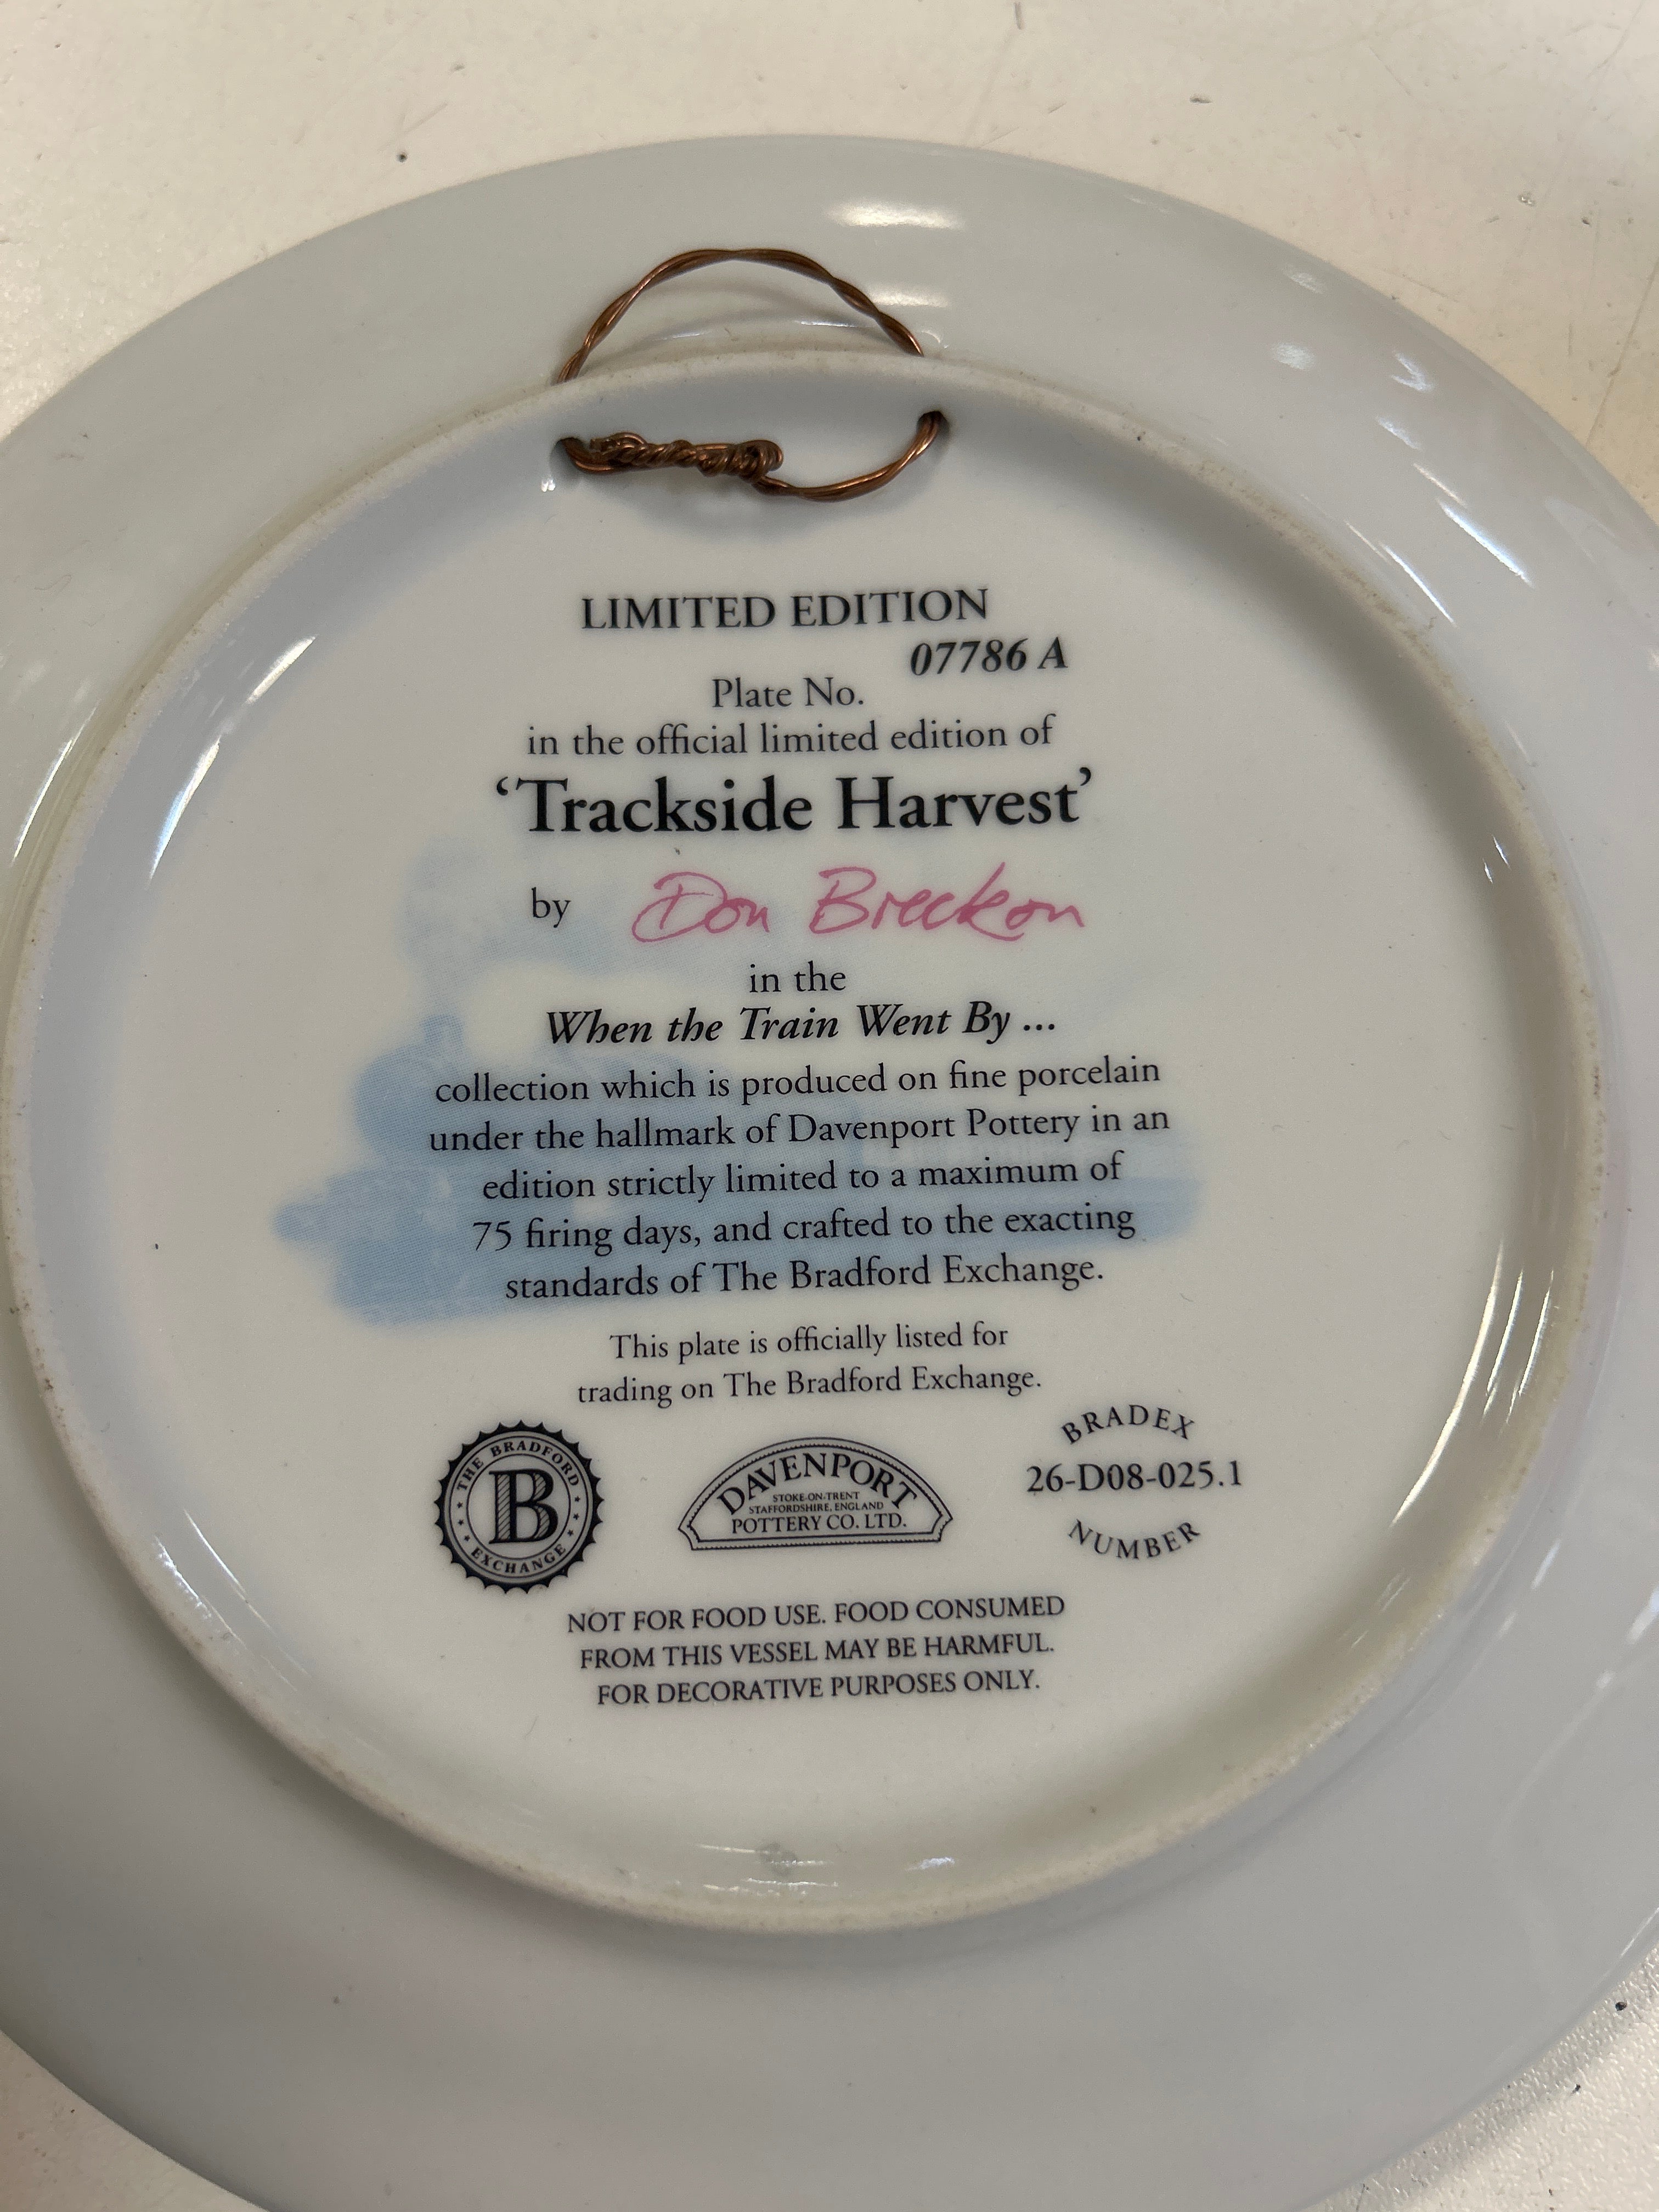 LIMITED EDITION
07786 A
Plate No.
in the official limited edition of
‘Trackside Harvest’
by Don Breckon
in the
When the Train Went By ...
collection which is produced on fine porcelain
under the hallmark of Davenport Pottery in an
edition strictly limited to a maximum of
75 firing days, and crafted to the exacting
standards of The Bradford Exchange.
This plate is officially listed for
trading on The Bradford Exchange.
THE BRADFORD
B
EXCHANGE
DAVENPORT
STOKE-ON-TRENT
STAFFORDSHIRE, ENGLAND
POTTERY CO. LTD.
BRADEX
26-D08-025.1
NUMBER
NOT FOR FOOD USE. FOOD CONSUMED
FROM THIS VESSEL MAY BE HARMFUL.
FOR DECORATIVE PURPOSES ONLY.